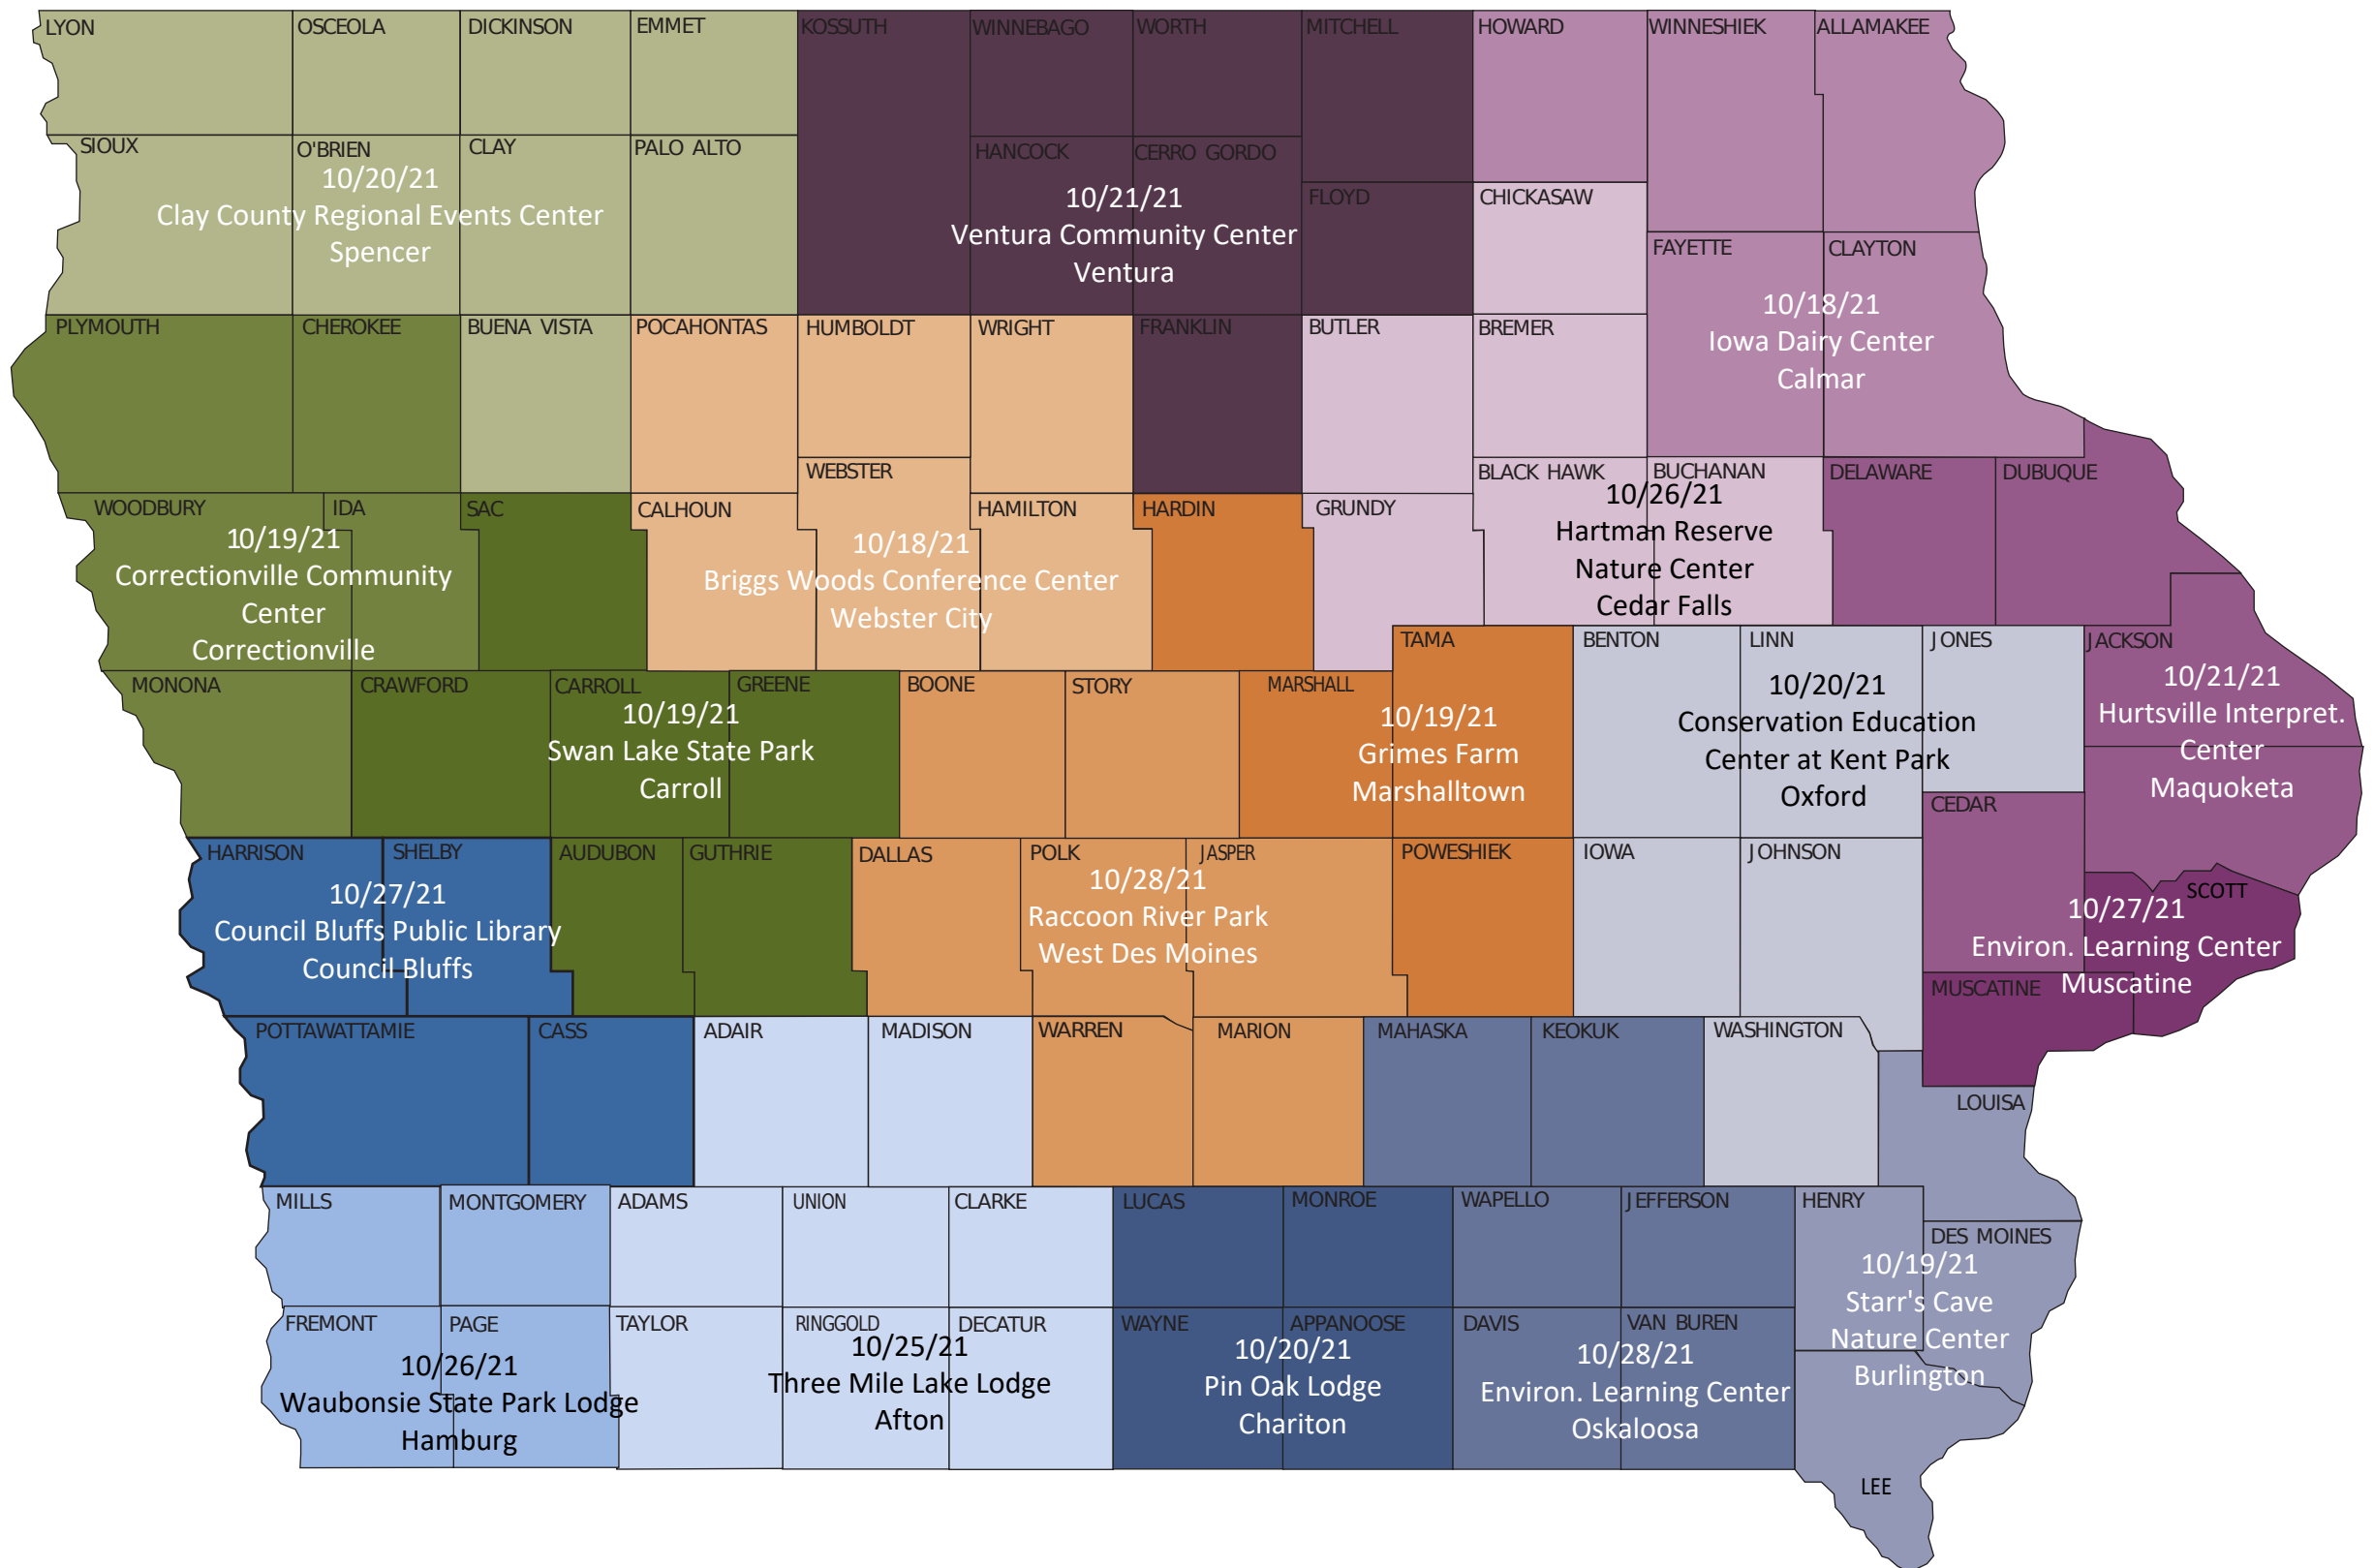 LYON
OSCEOLA
DICKINSON
EMMET
KOSSUTH
WINNEBAGO
WORTH
MITCHELL
HOWARD
WINNESHIEK
ALLAMAKEE
SIOUX
O'BRIEN
CLAY
PALO ALTO
HANCOCK
CERRO GORDO
10/20/21
Clay County Regional Events Center
Spencer
10/21/21
Ventura Community Center
Ventura
FLOYD
CHICKASAW
FAYETTE
CLAYTON
10/18/21
Iowa Dairy Center
Calmar
PLYMOUTH
CHEROKEE
BUENA VISTA
POCAHONTAS
HUMBOLDT
WRIGHT
FRANKLIN
BUTLER
BREMER
WEBSTER
BLACK HAWK
BUCHANAN
DELAWARE
DUBUQUE
10/26/21
Hartman Reserve
Nature Center
Cedar Falls
WOODBURY
IDA
SAC
CALHOUN
HAMILTON
HARDIN
GRUNDY
10/19/21
Correctionville Community
Center
Correctionville
10/18/21
Briggs Woods Conference Center
Webster City
TAMA
BENTON
LINN
JONES
JACKSON
MONONA
CRAWFORD
CARROLL
GREENE
BOONE
STORY
MARSHALL
10/19/21
Swan Lake State Park
Carroll
10/19/21
Grimes Farm
Marshalltown
10/20/21
Conservation Education
Center at Kent Park
Oxford
10/21/21
Hurtsville Interpret.
Center
Maquoketa
CEDAR
HARRISON
SHELBY
AUDUBON
GUTHRIE
DALLAS
POLK
JASPER
POWESHIEK
IOWA
JOHNSON
SCOTT
10/27/21
Council Bluffs Public Library
Council Bluffs
10/28/21
Raccoon River Park
West Des Moines
10/27/21
Environ. Learning Center
Muscatine
MUSCATINE
POTTAWATTAMIE
CASS
ADAIR
MADISON
WARREN
MARION
MAHASKA
KEOKUK
WASHINGTON
LOUISA
MILLS
MONTGOMERY
ADAMS
UNION
CLARKE
LUCAS
MONROE
WAPELLO
JEFFERSON
HENRY
DES MOINES
10/19/21
Starr's Cave
Nature Center
Burlington
FREMONT
PAGE
TAYLOR
RINGGOLD
DECATUR
WAYNE
APPANOOSE
DAVIS
VAN BUREN
10/26/21
Waubonsie State Park Lodge
Hamburg
10/25/21
Three Mile Lake Lodge
Afton
10/20/21
Pin Oak Lodge
Chariton
10/28/21
Environ. Learning Center
Oskaloosa
LEE